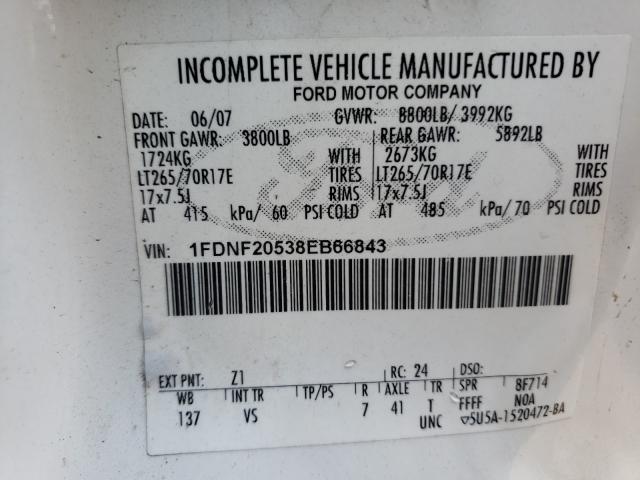 INCOMPLETE VEHICLE MANUFACTURED BY
FORD MOTOR COMPANY
DATE: 06/07 GVWR: 8800LB/ 3992KG
FRONT GAWR: 3800LB REAR GAWR: 5892LB
1724KG WITH 2673KG WITH
LT265/70R17E TIRES LT265/70R17E TIRES
17x7.5J RIMS 17x7.5J RIMS
AT 415 kPa/ 60 PSI COLD AT 485 kPa/ 70 PSI COLD
VIN: 1FDNF20538EB66843
EXT PNT: Z1 RC: 24 DSO:
WB INT TR TP/PS R AXLE TR SPR 8F714
137 VS 7 41 T FFFF NOA
UNC ▽5U5A-1520472-BA